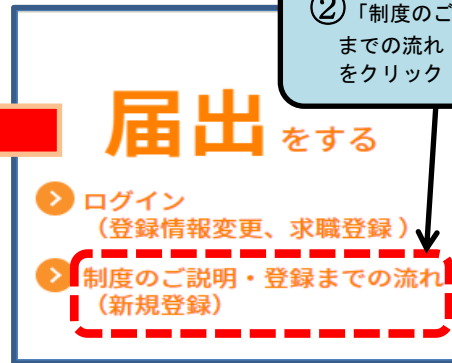 ②「制度のご
までの流れ
をクリック
届出をする
ログイン
（登録情報変更、求職登録）
制度のご説明・登録までの流れ
（新規登録）